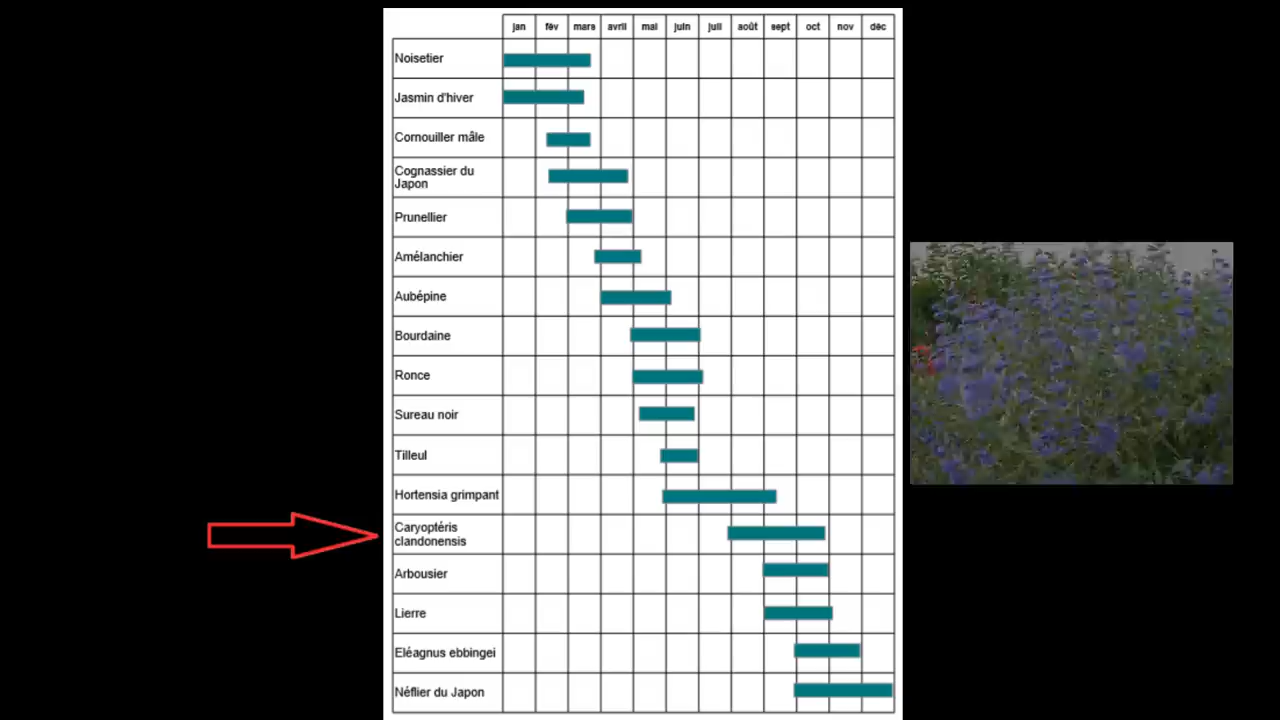 jan fév mars avril mai juin juil août sept oct nov déc
Noisetier
Jasmin d'hiver
Cornouiller mâle
Cognassier du
Japon
Prunellier
Amélanchier
Aubépine
Bourdaine
Ronce
Sureau noir
Tilleul
Hortensia grimpant
Caryoptéris
clandonensis
Arbousier
Lierre
Eléagnus ebbingei
Néflier du Japon